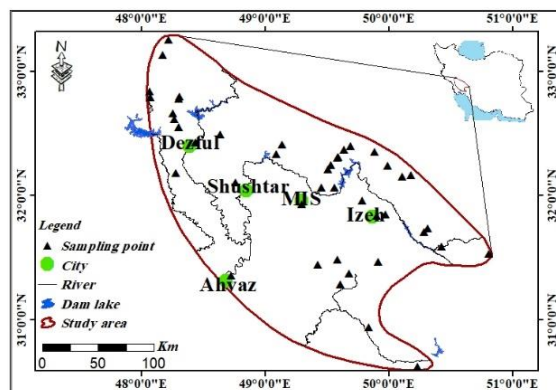 48°0'0"E 49°0'0"E 50°0'0"E 51°0'0"E
33°0'0"N 33°0'0"N
N
Dezful
32°0'0"N 32°0'0"N
Shushtar
MIS
Izeh
Ahvaz
Legend
Sampling point
City
River
Dam lake
Study area
31°0'0"N 31°0'0"N
0 50 100
Km
48°0'0"E 49°0'0"E 50°0'0"E 51°0'0"E